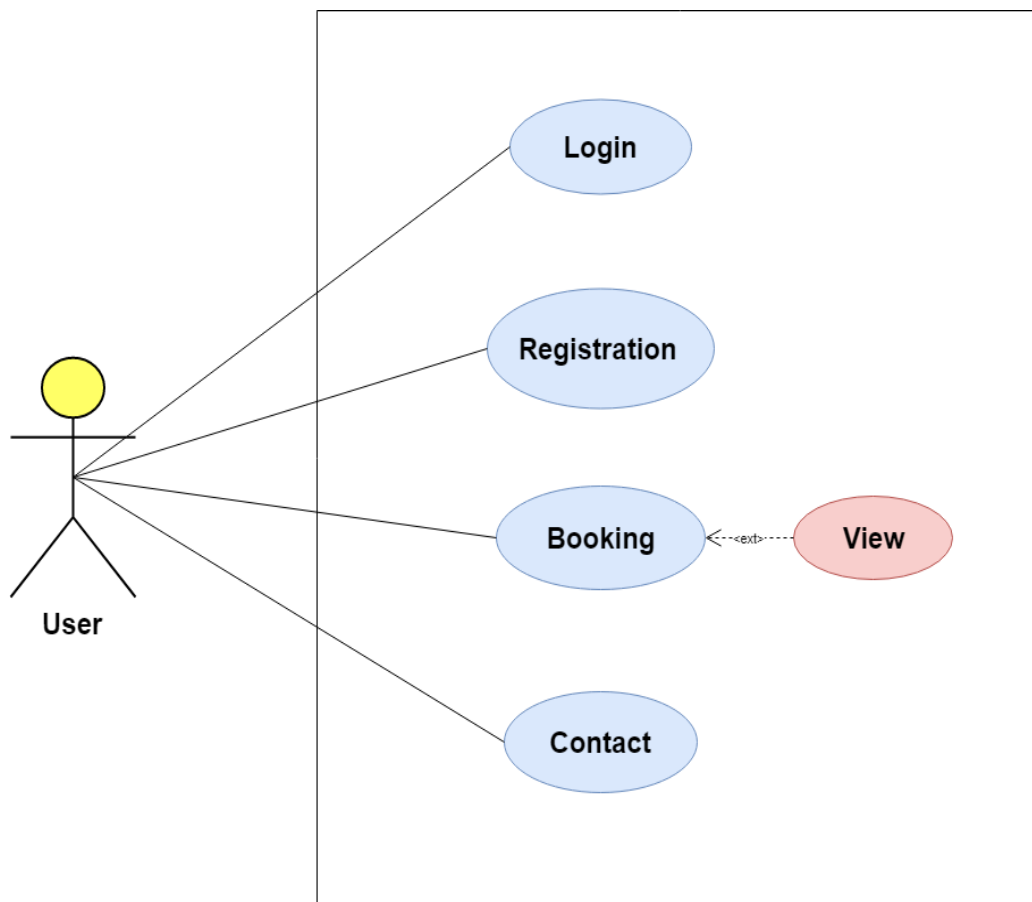 Login
Registration
Booking
<ext>
View
User
Contact